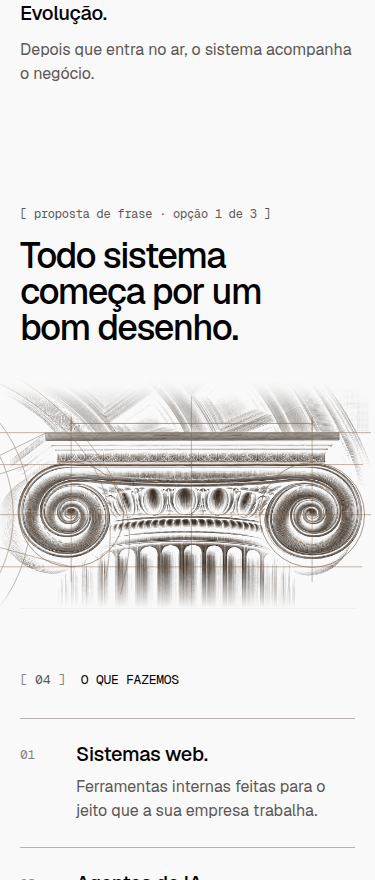 Evolução.
Depois que entra no ar, o sistema acompanha
o negócio.
[ proposta de frase · opção 1 de 3 ]
Todo sistema
começa por um
bom desenho.
[ 04 ] O QUE FAZEMOS
01 Sistemas web.
Ferramentas internas feitas para o
jeito que a sua empresa trabalha.